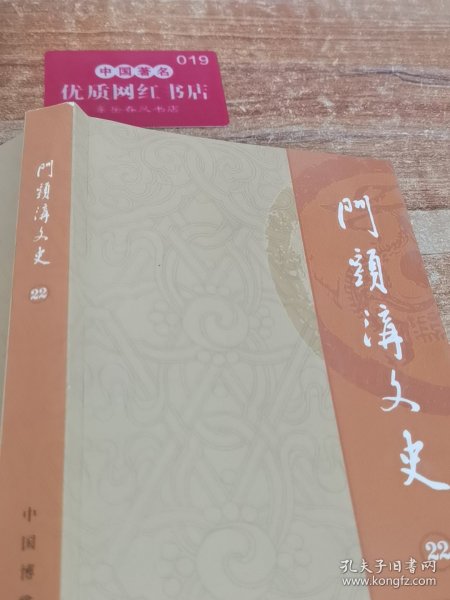 019
中国著名
优质网红书店
門頭溝文史
22
中国博
門頭溝文史
22
孔夫子旧书网
www.kongfz.com